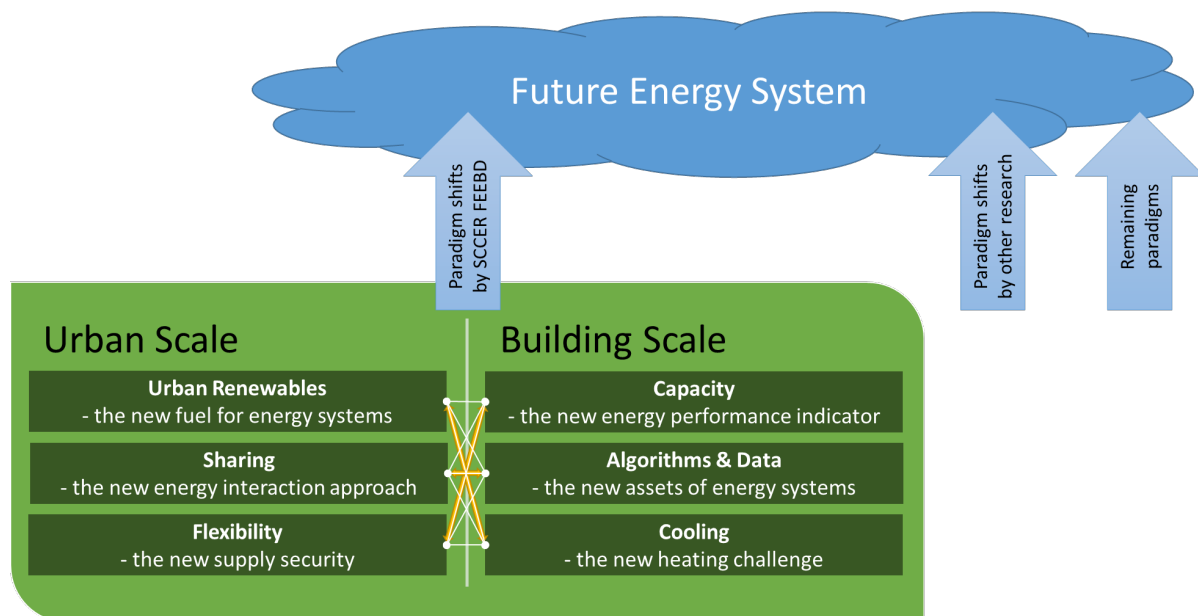 Future Energy System
Paradigm shifts
by SCCER FEEBD
Paradigm shifts
by other research
Remaining
paradigms
Urban Scale
Urban Renewables
- the new fuel for energy systems
Sharing
- the new energy interaction approach
Flexibility
- the new supply security
Building Scale
Capacity
- the new energy performance indicator
Algorithms & Data
- the new assets of energy systems
Cooling
- the new heating challenge